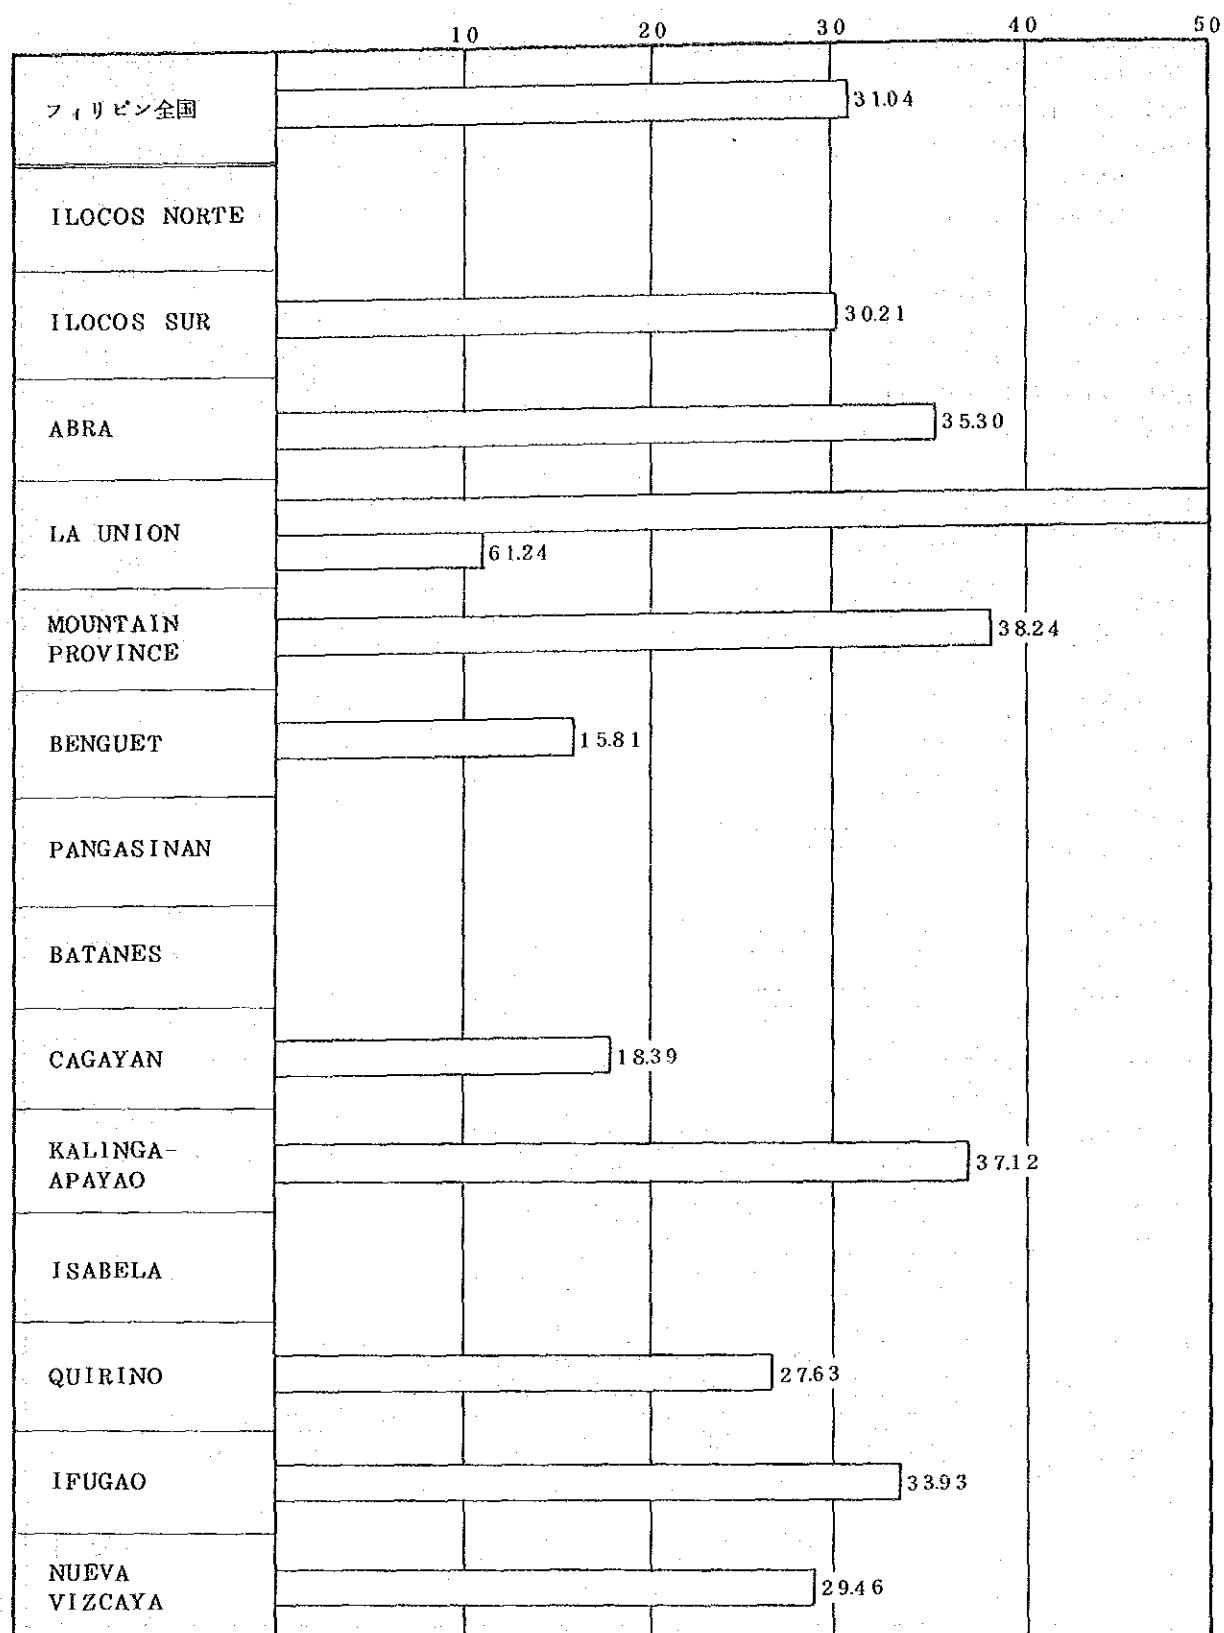 10 20 30 40 50
フィリピン全国 31.04
ILOCOS NORTE
ILOCOS SUR 30.21
ABRA 35.30
LA UNION 61.24
MOUNTAIN
PROVINCE 38.24
BENGUET 15.81
PANGASINAN
BATANES
CAGAYAN 18.39
KALINGA-
APAYAO 37.12
ISABELA
QUIRINO 27.63
IFUGAO 33.93
NUEVA
VIZCAYA 29.46